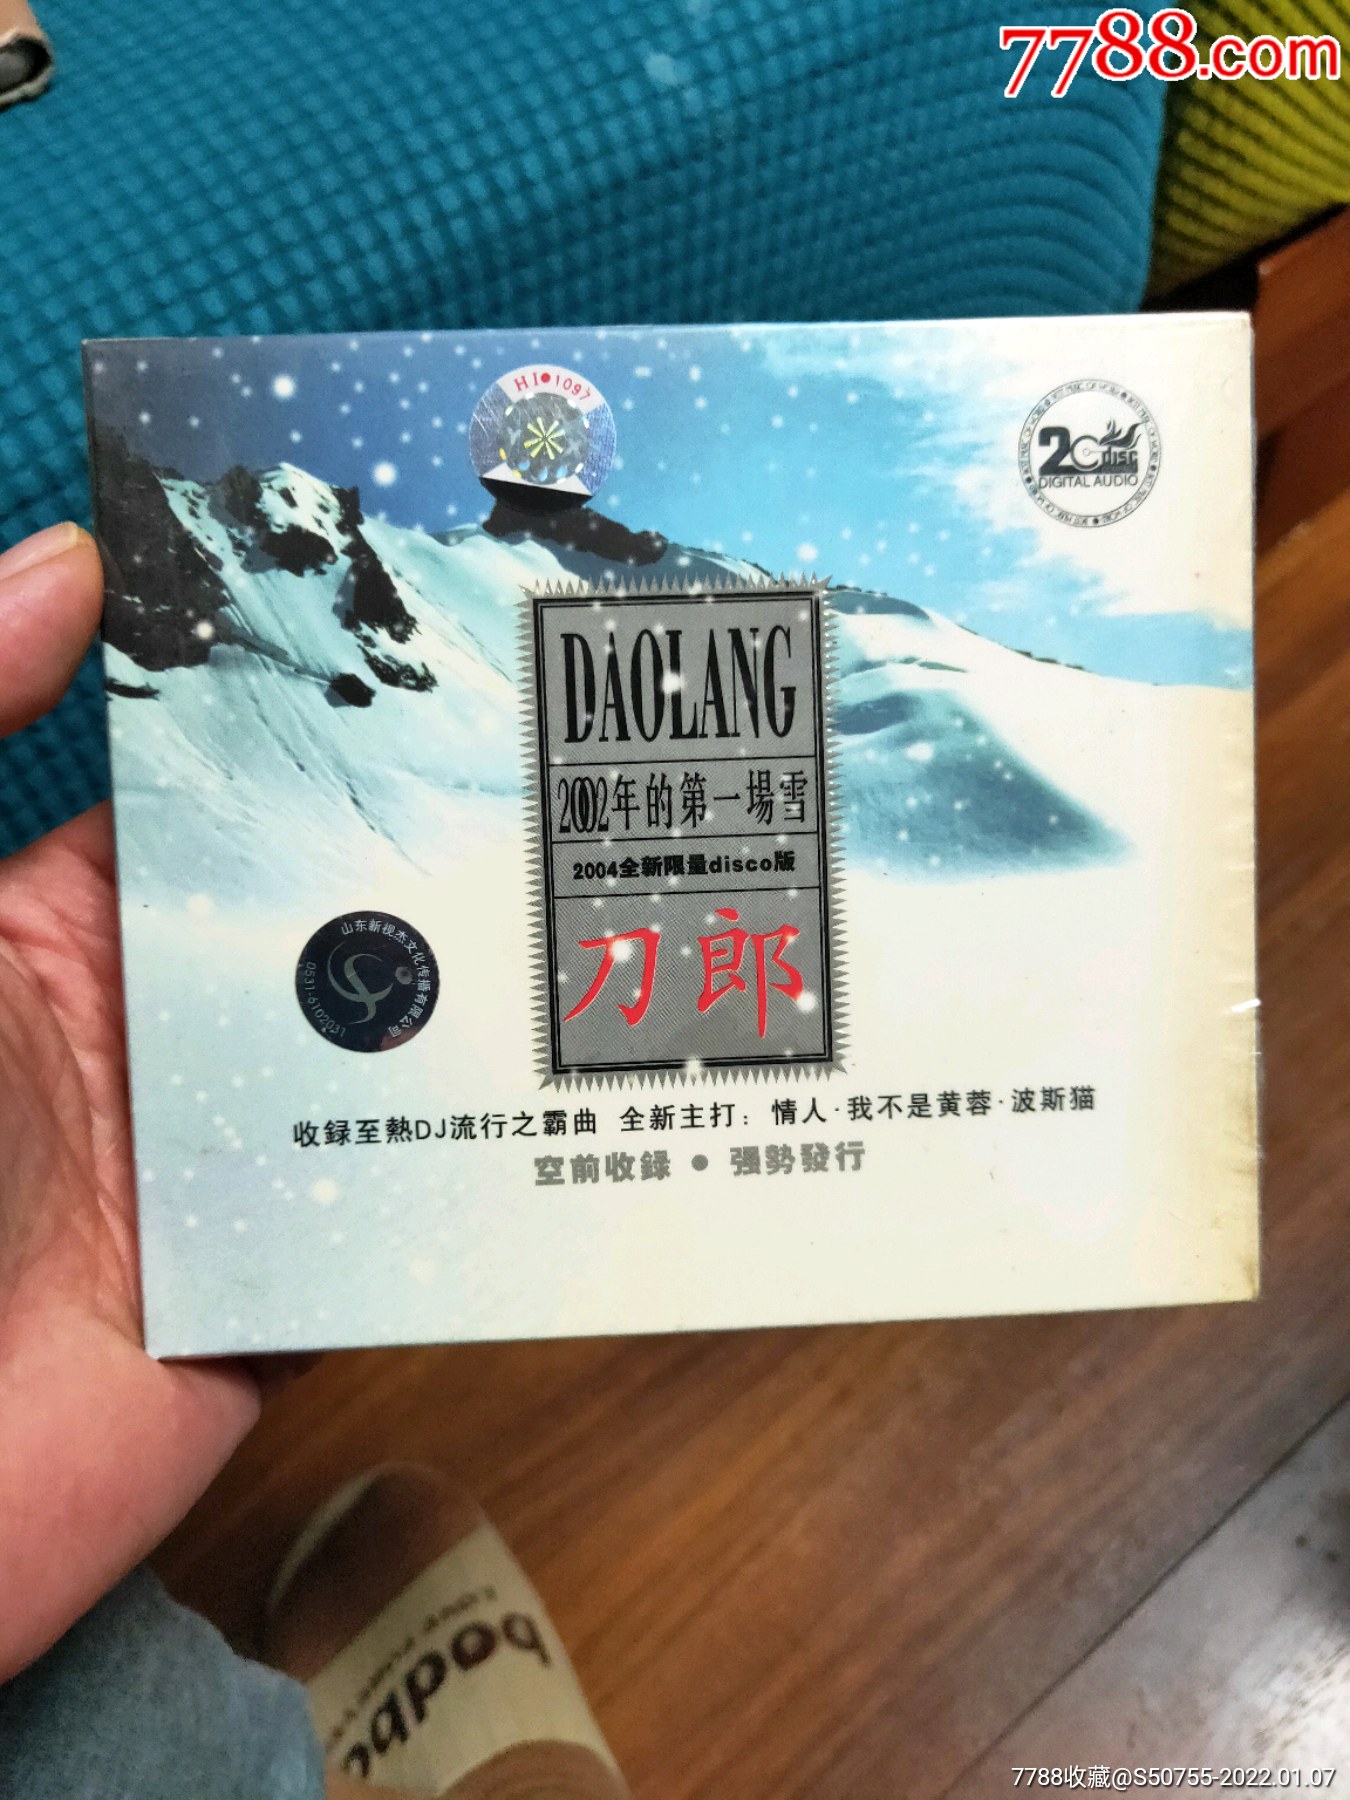 7788.com
HI●1097
2C disc
DIGITAL AUDIO
DAOLANG
2002年的第一場雪
2004全新限量disco版
刀郎
山东新视杰文化传播有限公司
0531-6102031
收録至熱DJ流行之霸曲 全新主打：情人·我不是黄蓉·波斯猫
空前收録 ● 强勢發行
7788收藏@S50755-2022.01.07